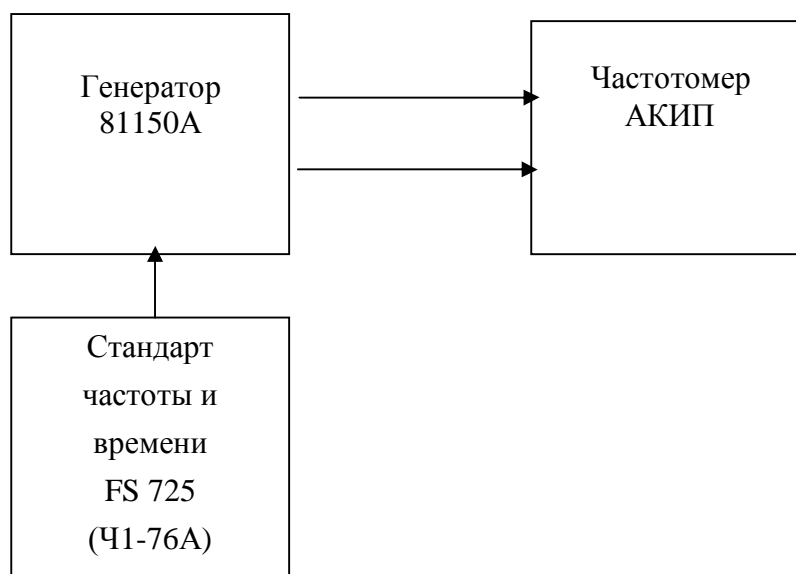 Генератор
81150А
Частотомер
АКИП
Стандарт
частоты и
времени
FS 725
(Ч1-76А)